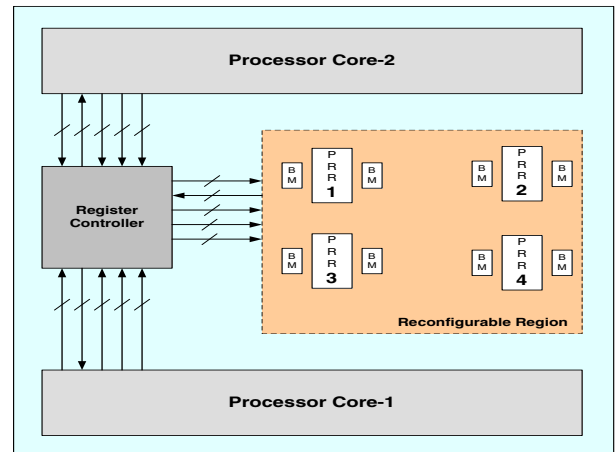 Processor Core-2
Register
Controller
B
M
P
R
R
1
B
M
B
M
P
R
R
2
B
M
B
M
P
R
R
3
B
M
B
M
P
R
R
4
B
M
Reconfigurable Region
Processor Core-1